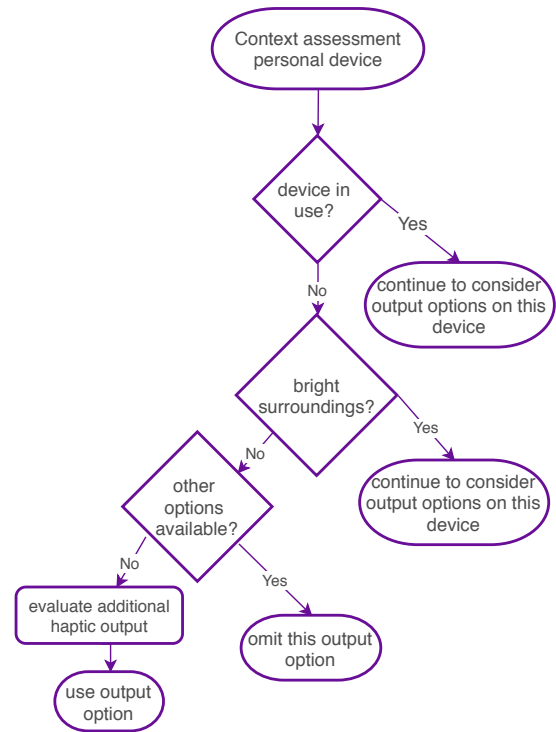 Context assessment
personal device
device in
use?
Yes
continue to consider
output options on this
device
No
bright
surroundings?
Yes
No
continue to consider
output options on this
device
other
options
available?
No
Yes
evaluate additional
haptic output
omit this output
option
use output
option